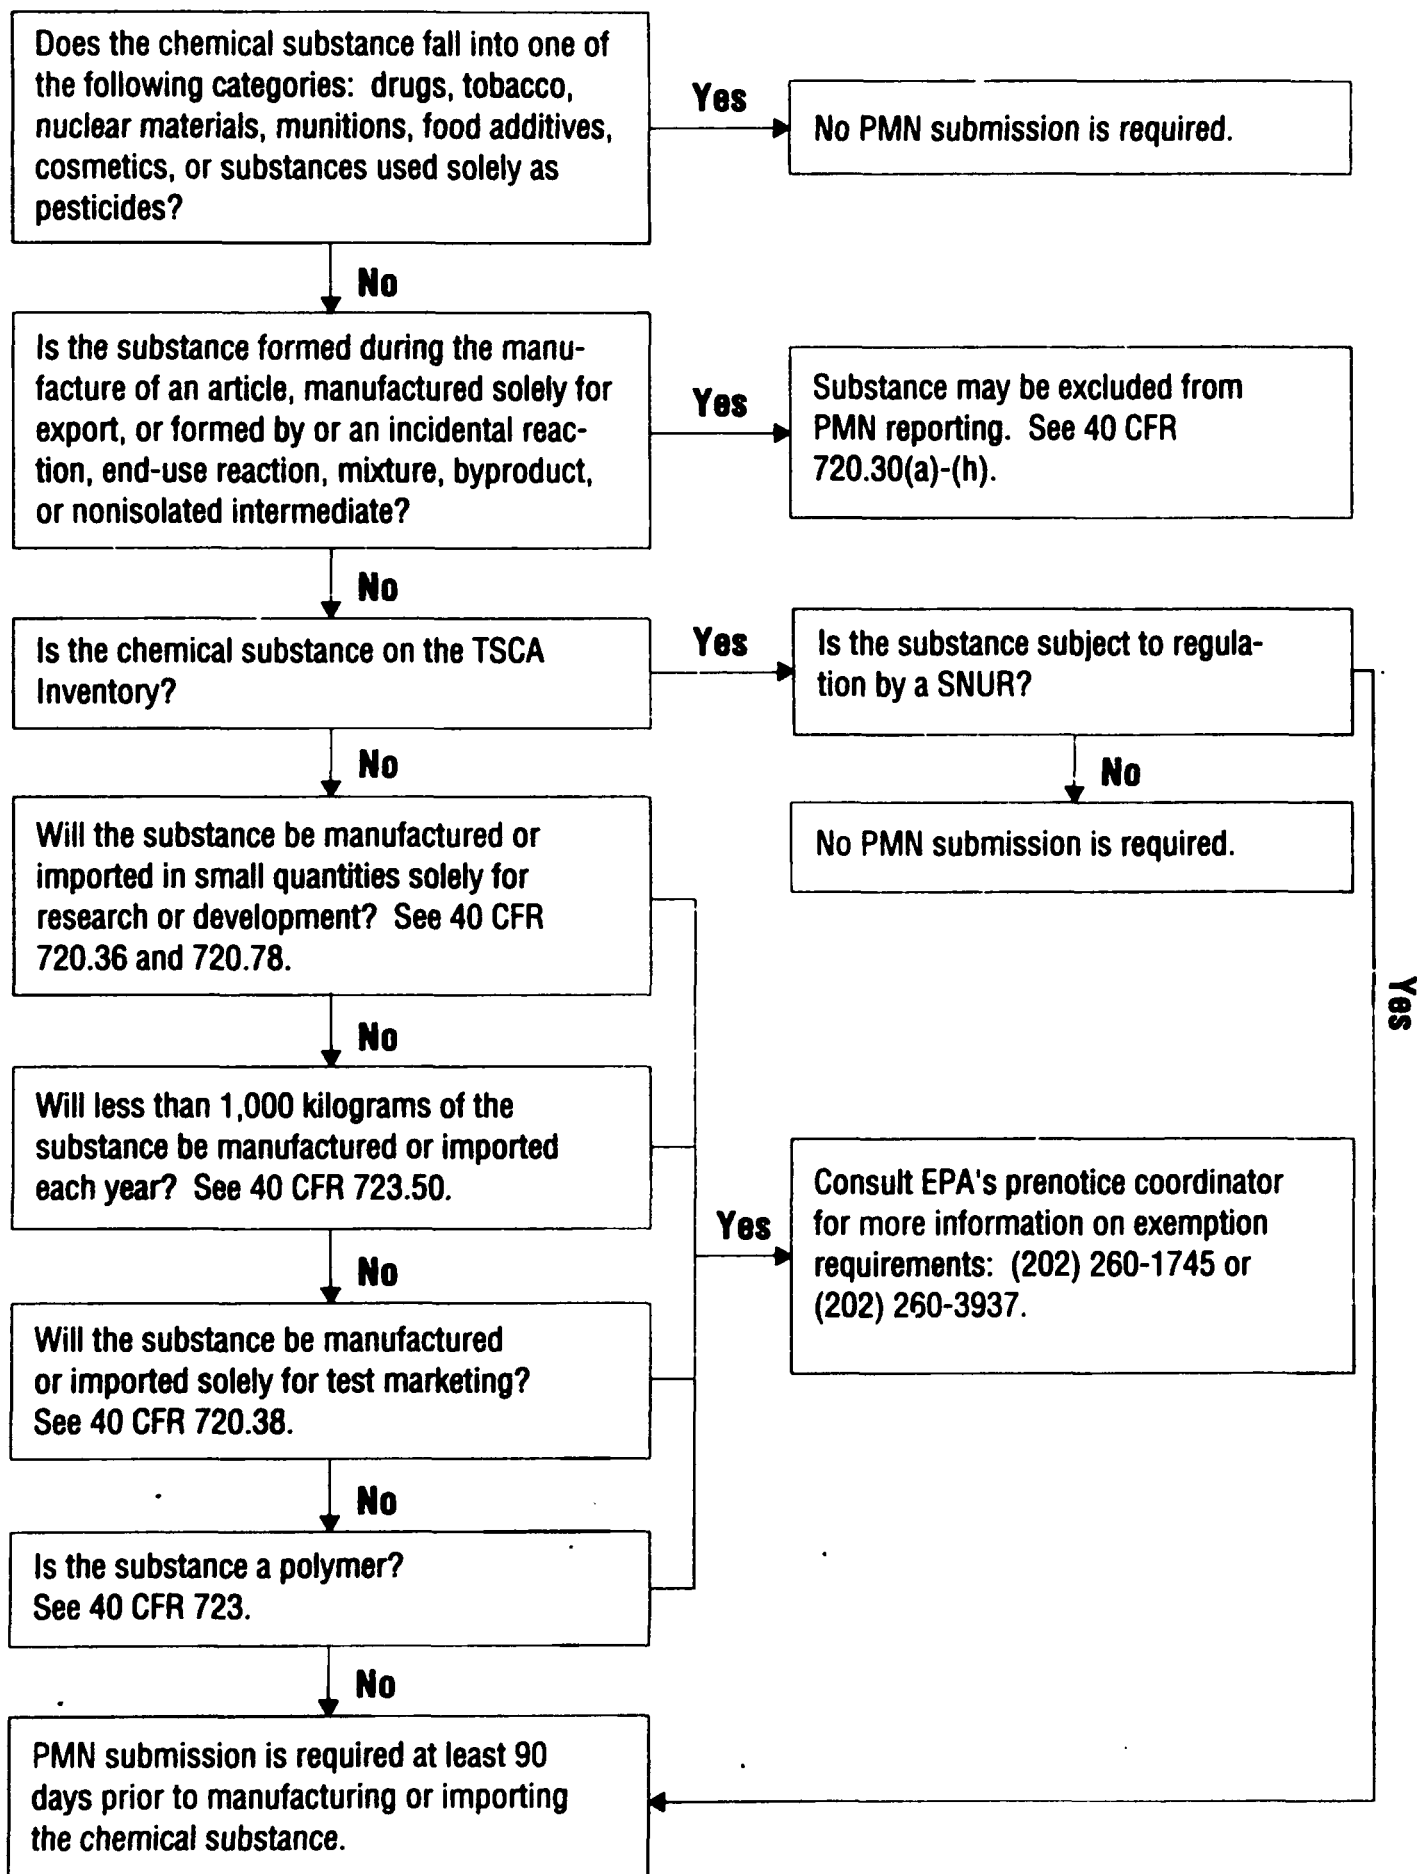 Does the chemical substance fall into one of
the following categories: drugs, tobacco,
nuclear materials, munitions, food additives,
cosmetics, or substances used solely as
pesticides?
Yes
No PMN submission is required.
No
Is the substance formed during the manu-
facture of an article, manufactured solely for
export, or formed by or an incidental reac-
tion, end-use reaction, mixture, byproduct,
or nonisolated intermediate?
Yes
Substance may be excluded from
PMN reporting. See 40 CFR
720.30(a)-(h).
No
Is the chemical substance on the TSCA
Inventory?
Yes
Is the substance subject to regula-
tion by a SNUR?
No
No PMN submission is required.
Yes
No
Will the substance be manufactured or
imported in small quantities solely for
research or development? See 40 CFR
720.36 and 720.78.
No
Will less than 1,000 kilograms of the
substance be manufactured or imported
each year? See 40 CFR 723.50.
Yes
Consult EPA's prenotice coordinator
for more information on exemption
requirements: (202) 260-1745 or
(202) 260-3937.
No
Will the substance be manufactured
or imported solely for test marketing?
See 40 CFR 720.38.
No
Is the substance a polymer?
See 40 CFR 723.
No
PMN submission is required at least 90
days prior to manufacturing or importing
the chemical substance.